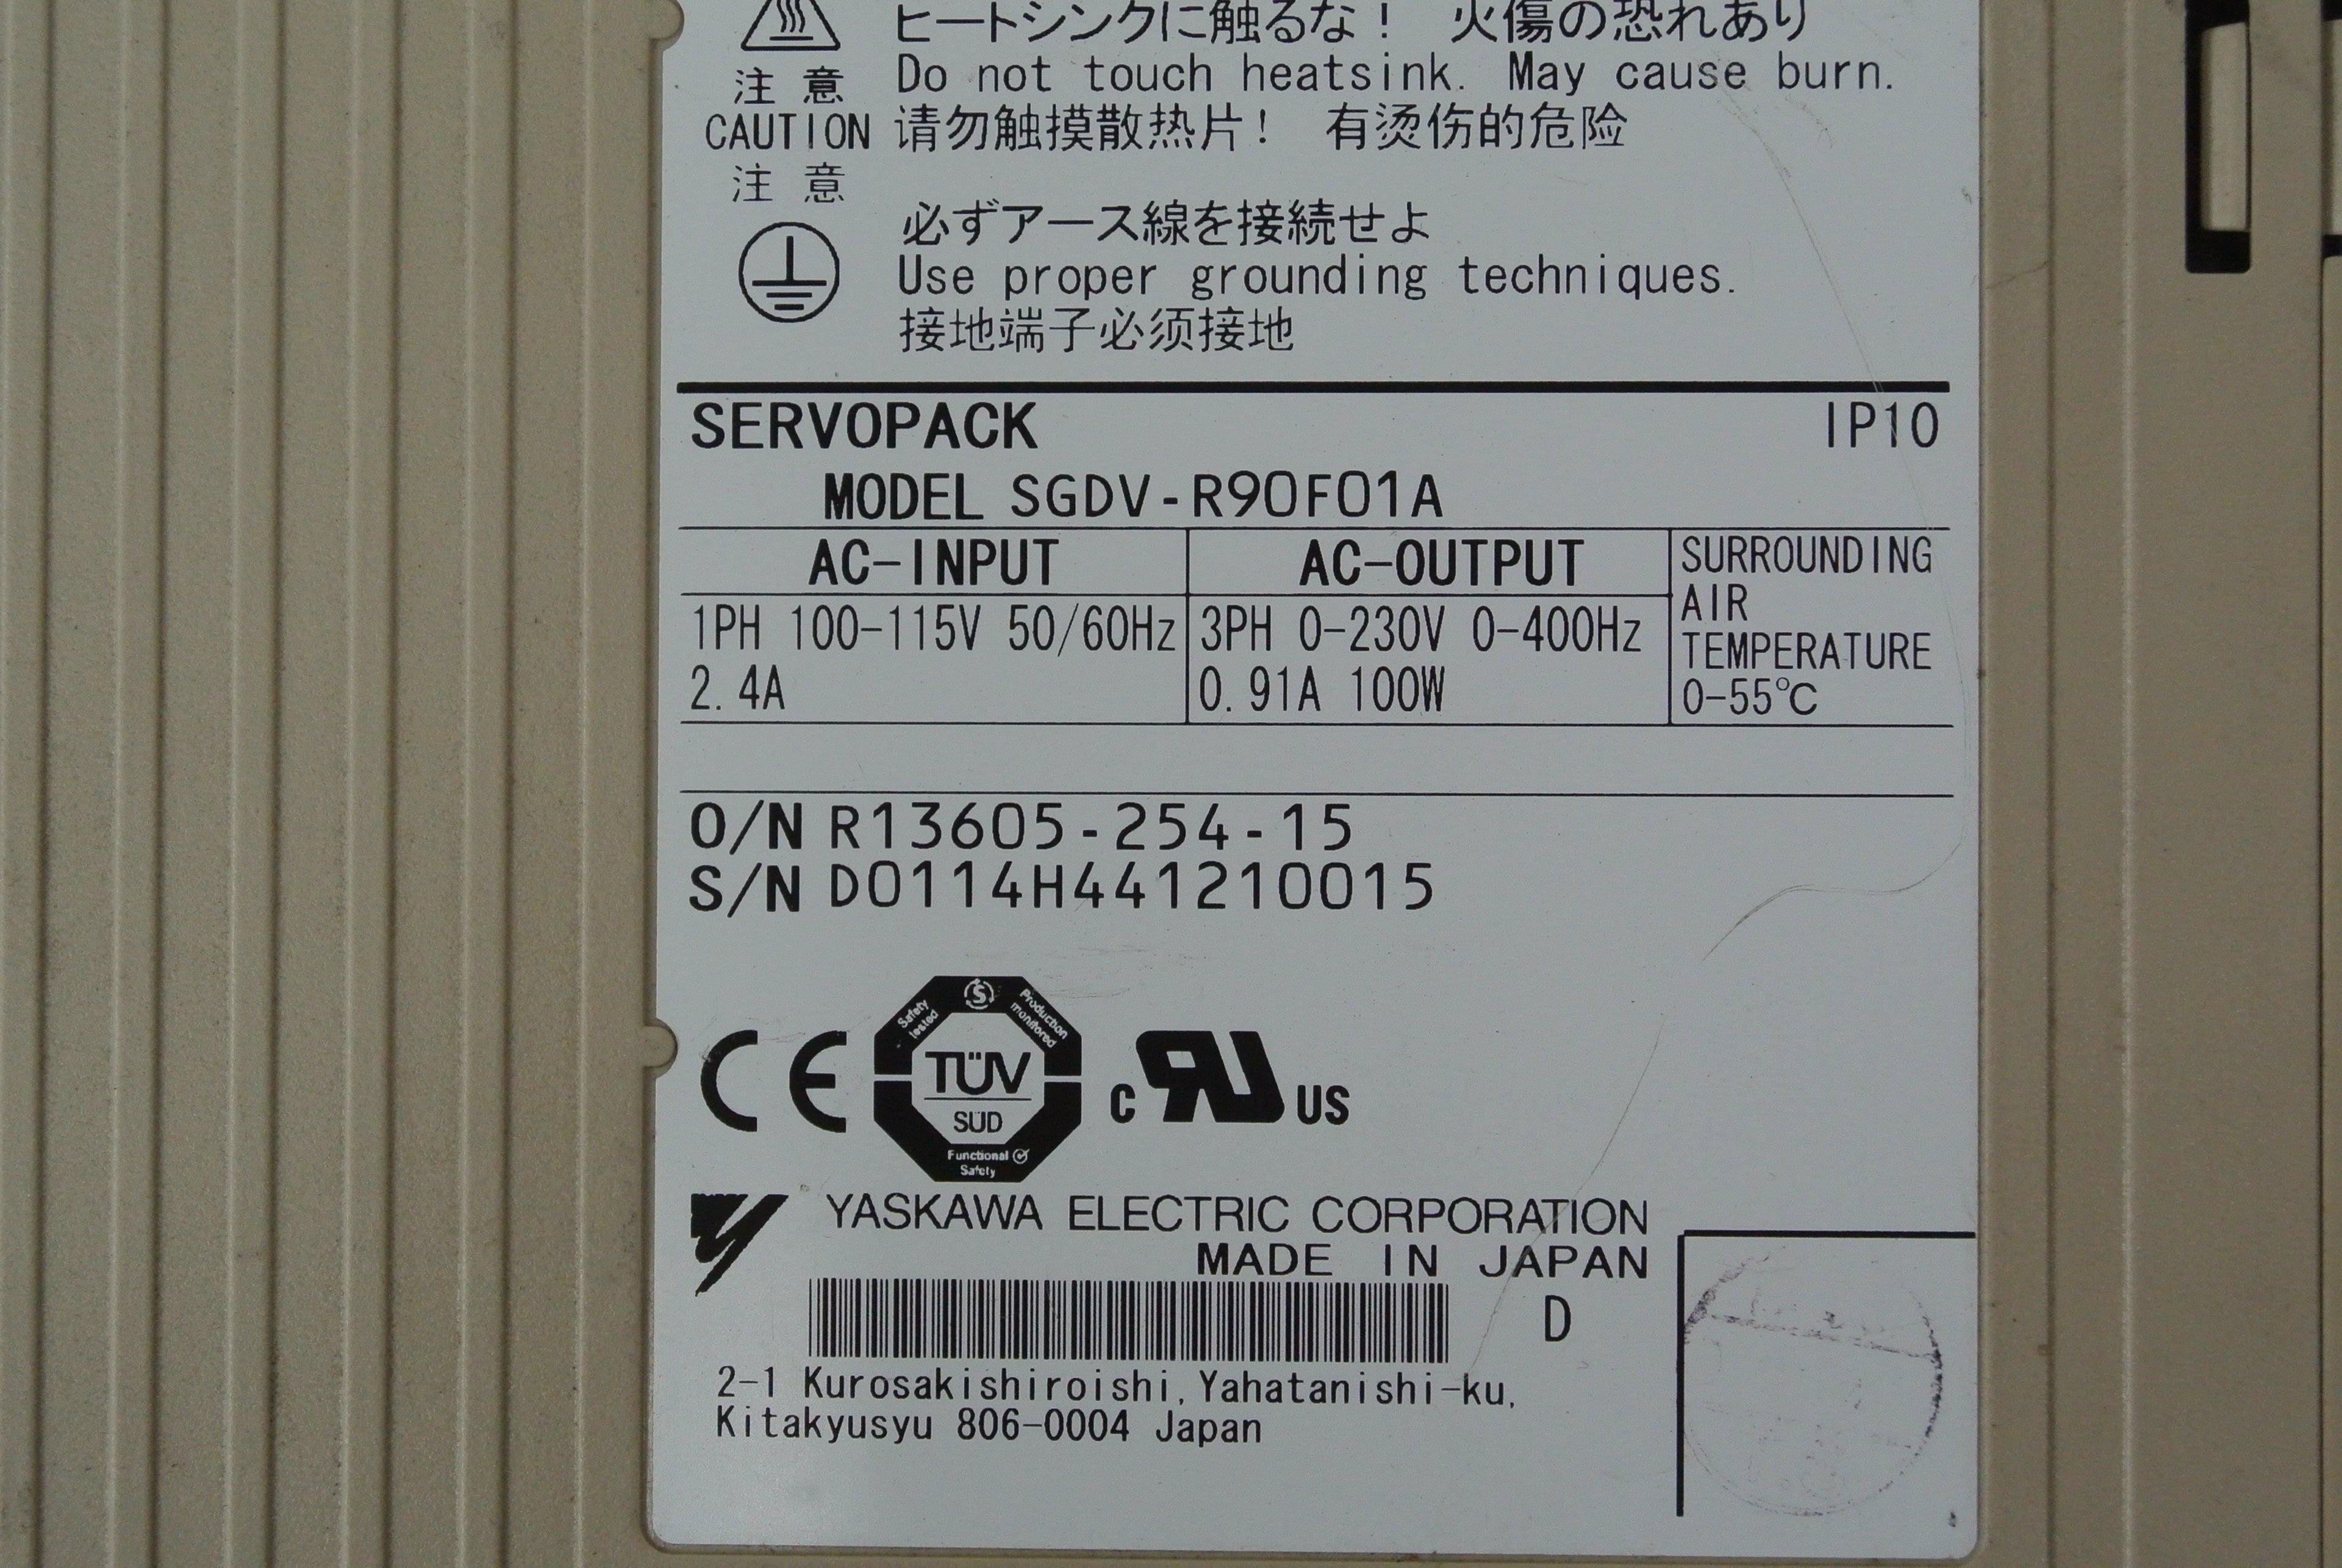 ヒートシンクに触るな! 火傷の恐れあり
注意 Do not touch heatsink. May cause burn.
CAUTION 请勿触摸散热片! 有烫伤的危险
注意
必ずアース線を接続せよ
Use proper grounding techniques.
接地端子必须接地
SERVOPACK IP10
MODEL SGDV-R90F01A
AC-INPUT AC-OUTPUT SURROUNDING
AIR
1PH 100-115V 50/60Hz 3PH 0-230V 0-400Hz TEMPERATURE
2.4A 0.91A 100W 0-55℃
O/N R13605-254-15
S/N D0114H441210015
Safety tested
S
Production monitored
CE TÜV
SÜD
Functional
Safety
c RU US
YASKAWA ELECTRIC CORPORATION
MADE IN JAPAN
D
2-1 Kurosakishiroishi, Yahatanishi-ku,
Kitakyusyu 806-0004 Japan